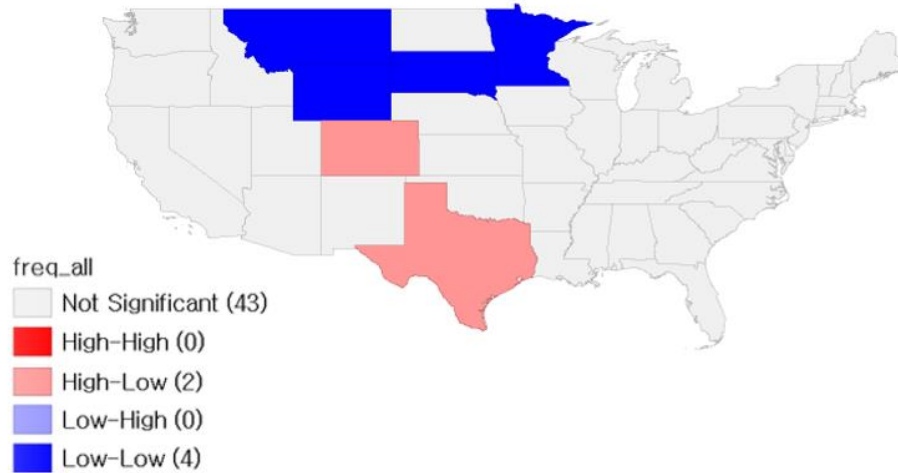 freq_all
Not Significant (43)
High-High (0)
High-Low (2)
Low-High (0)
Low-Low (4)